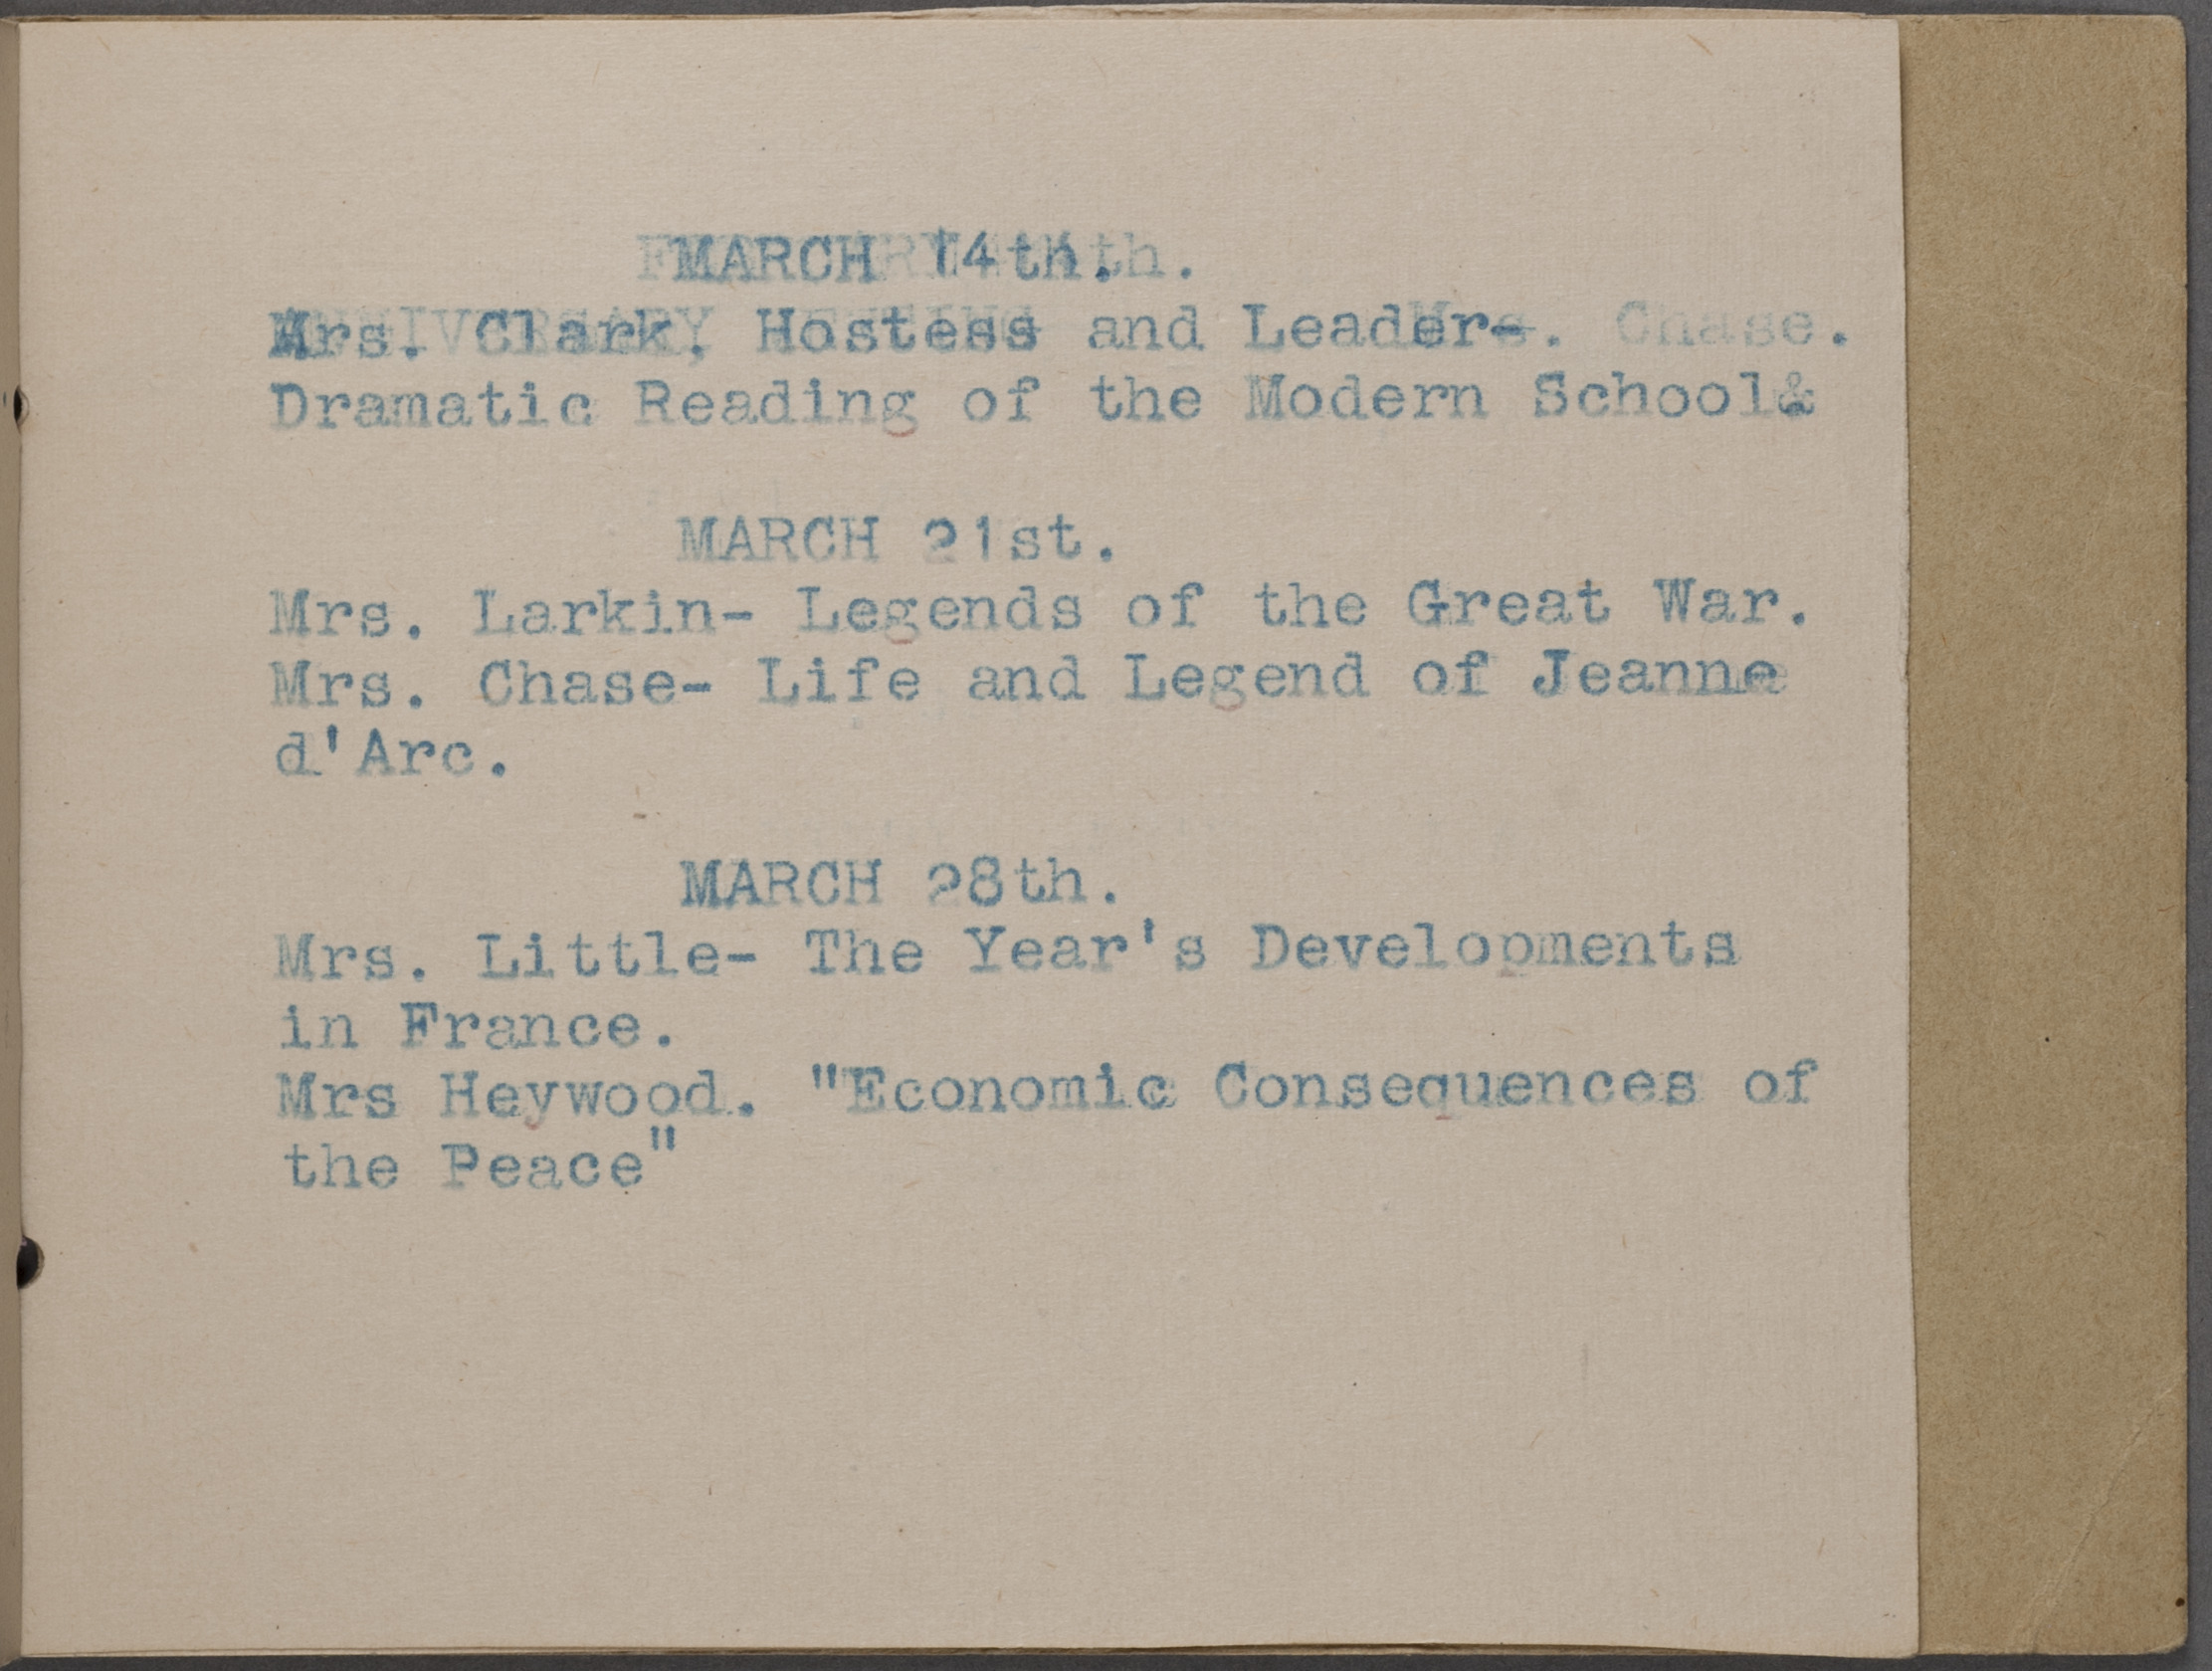 MARCH 14th.
Mrs. Clark, Hostess and Leader-. Chase.
Dramatic Reading of the Modern School&
MARCH 21st.
Mrs. Larkin- Legends of the Great War.
Mrs. Chase- Life and Legend of Jeanne
d'Arc.
MARCH 28th.
Mrs. Little- The Year's Developments
in France.
Mrs Heywood. "Economic Consequences of
the Peace"